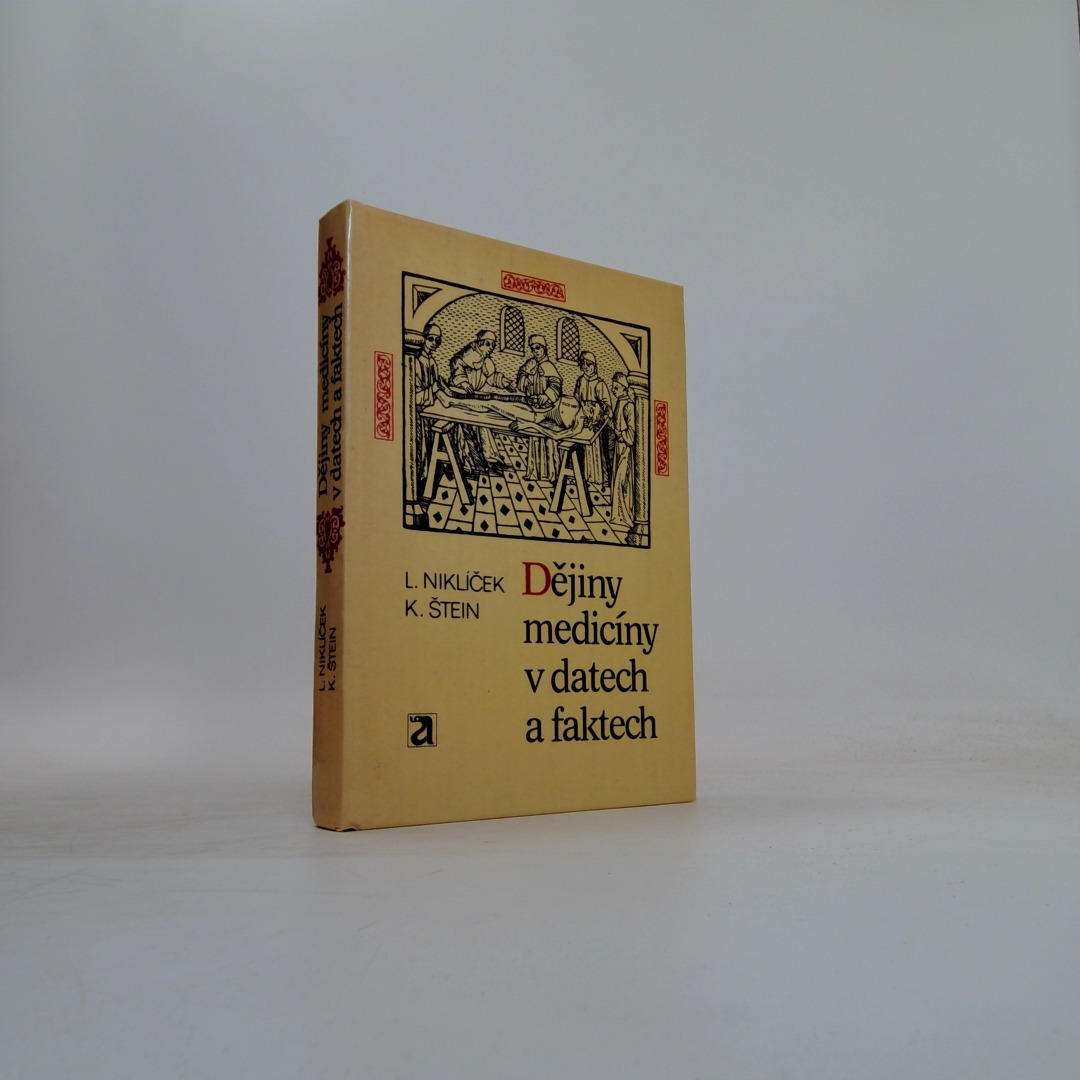 Dějiny medicíny
v datech a faktech
L. NIKLÍČEK
K. ŠTEIN
L. NIKLÍČEK
K. ŠTEIN
Dějiny
medicíny
v datech
a faktech
a